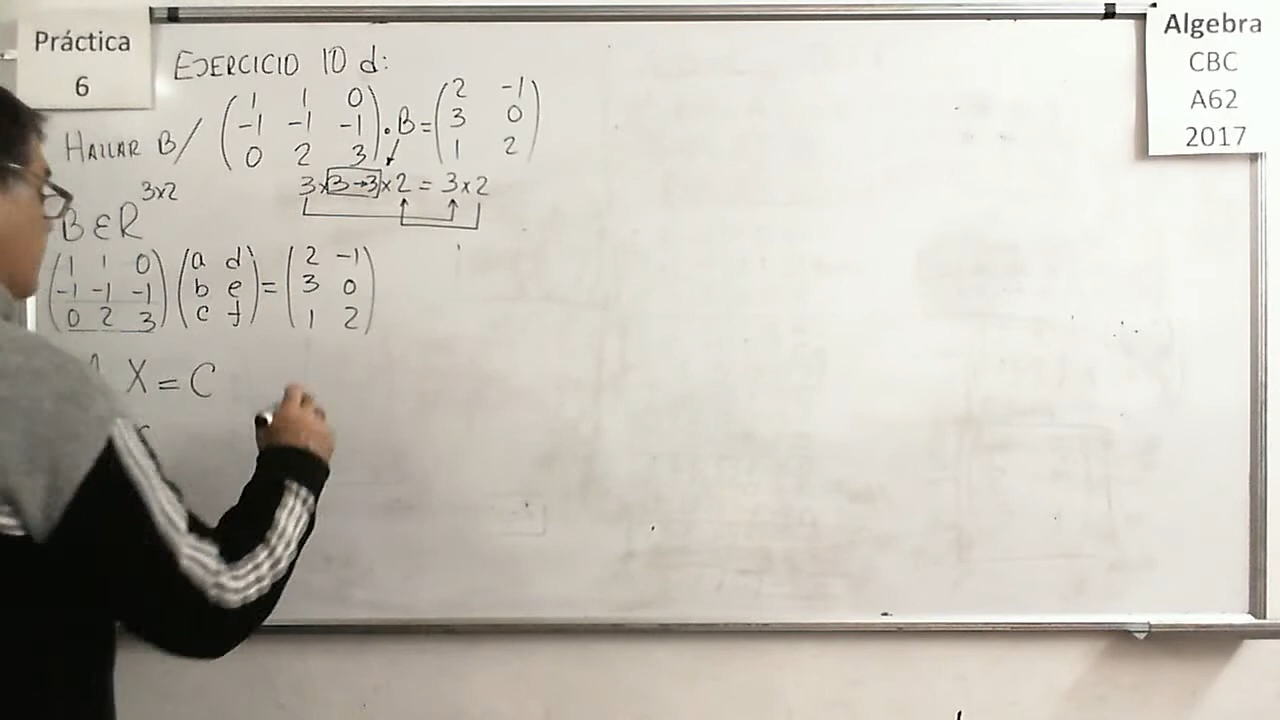 Práctica
6
Algebra
CBC
A62
2017
EJERCICIO 10 d:
HALLAR B/ (1 1 0; -1 -1 -1; 0 2 3) . B = (2 -1; 3 0; 1 2)
3x3→3x2 = 3x2
B ∈ R^3x2
(1 1 0; -1 -1 -1; 0 2 3) (a d; b e; c f) = (2 -1; 3 0; 1 2)
X = C